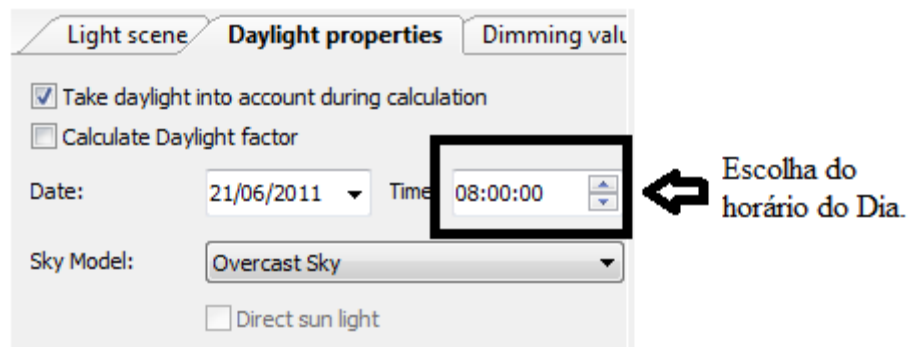 Light scene Daylight properties Dimming valu
Take daylight into account during calculation
Calculate Daylight factor
Date: 21/06/2011 Time 08:00:00
Escolha do
horário do Dia.
Sky Model: Overcast Sky
Direct sun light